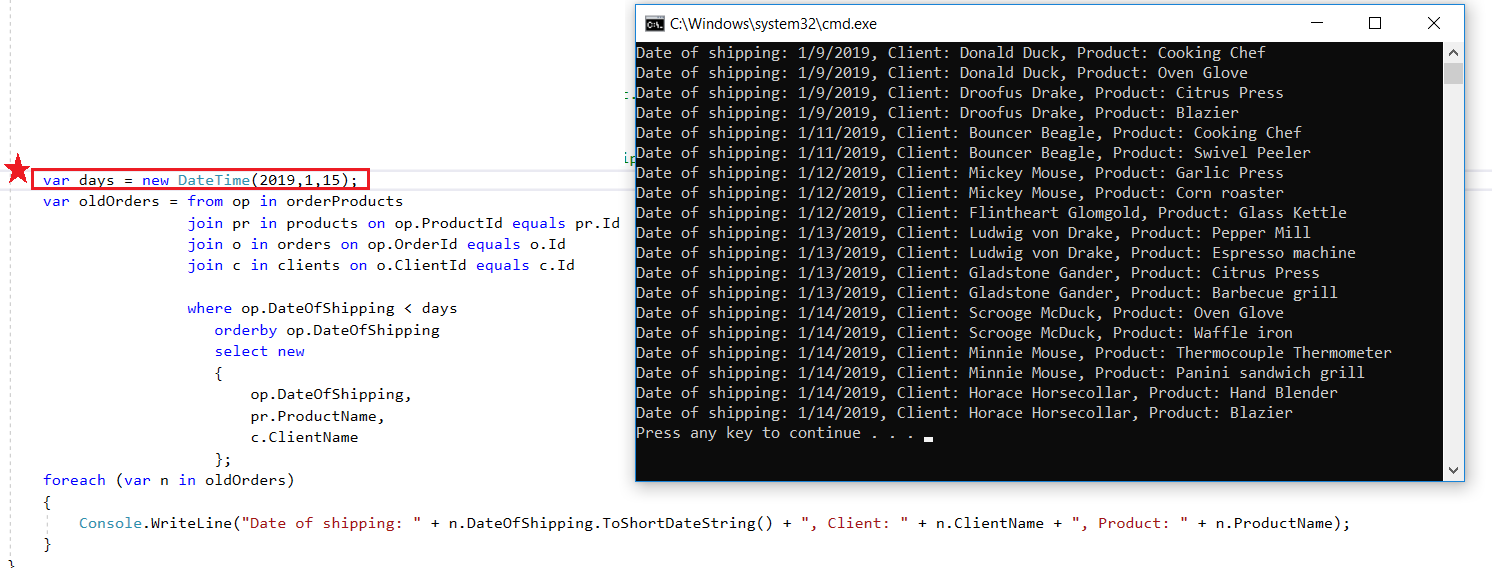 C:\Windows\system32\cmd.exe
Date of shipping: 1/9/2019, Client: Donald Duck, Product: Cooking Chef
Date of shipping: 1/9/2019, Client: Donald Duck, Product: Oven Glove
Date of shipping: 1/9/2019, Client: Droofus Drake, Product: Citrus Press
Date of shipping: 1/9/2019, Client: Droofus Drake, Product: Blazier
Date of shipping: 1/11/2019, Client: Bouncer Beagle, Product: Cooking Chef
Date of shipping: 1/11/2019, Client: Bouncer Beagle, Product: Swivel Peeler
Date of shipping: 1/12/2019, Client: Mickey Mouse, Product: Garlic Press
Date of shipping: 1/12/2019, Client: Mickey Mouse, Product: Corn roaster
Date of shipping: 1/12/2019, Client: Flintheart Glomgold, Product: Glass Kettle
Date of shipping: 1/13/2019, Client: Ludwig von Drake, Product: Pepper Mill
Date of shipping: 1/13/2019, Client: Ludwig von Drake, Product: Espresso machine
Date of shipping: 1/13/2019, Client: Gladstone Gander, Product: Citrus Press
Date of shipping: 1/13/2019, Client: Gladstone Gander, Product: Barbecue grill
Date of shipping: 1/14/2019, Client: Scrooge McDuck, Product: Oven Glove
Date of shipping: 1/14/2019, Client: Scrooge McDuck, Product: Waffle iron
Date of shipping: 1/14/2019, Client: Minnie Mouse, Product: Thermocouple Thermometer
Date of shipping: 1/14/2019, Client: Minnie Mouse, Product: Panini sandwich grill
Date of shipping: 1/14/2019, Client: Horace Horsecollar, Product: Hand Blender
Date of shipping: 1/14/2019, Client: Horace Horsecollar, Product: Blazier
Press any key to continue . . .
var days = new DateTime(2019,1,15);
var oldOrders = from op in orderProducts
join pr in products on op.ProductId equals pr.Id
join o in orders on op.OrderId equals o.Id
join c in clients on o.ClientId equals c.Id
where op.DateOfShipping < days
orderby op.DateOfShipping
select new
{
op.DateOfShipping,
pr.ProductName,
c.ClientName
};
foreach (var n in oldOrders)
{
Console.WriteLine("Date of shipping: " + n.DateOfShipping.ToShortDateString() + ", Client: " + n.ClientName + ", Product: " + n.ProductName);
}
}